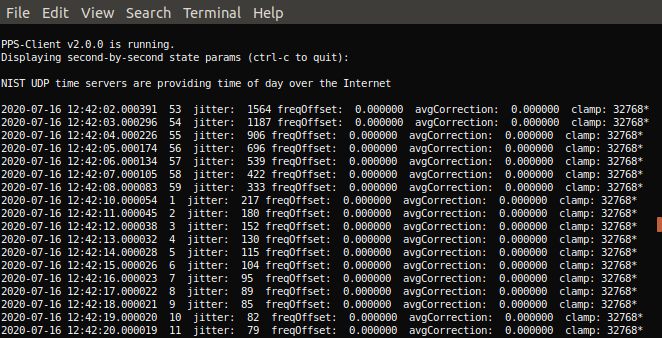 File Edit View Search Terminal Help
PPS-Client v2.0.0 is running.
Displaying second-by-second state params (ctrl-c to quit):
NIST UDP time servers are providing time of day over the Internet
2020-07-16 12:42:02.000391 53 jitter: 1564 freqOffset: 0.000000 avgCorrection: 0.000000 clamp: 32768*
2020-07-16 12:42:03.000296 54 jitter: 1187 freqOffset: 0.000000 avgCorrection: 0.000000 clamp: 32768*
2020-07-16 12:42:04.000226 55 jitter: 906 freqOffset: 0.000000 avgCorrection: 0.000000 clamp: 32768*
2020-07-16 12:42:05.000174 56 jitter: 696 freqOffset: 0.000000 avgCorrection: 0.000000 clamp: 32768*
2020-07-16 12:42:06.000134 57 jitter: 539 freqOffset: 0.000000 avgCorrection: 0.000000 clamp: 32768*
2020-07-16 12:42:07.000105 58 jitter: 422 freqOffset: 0.000000 avgCorrection: 0.000000 clamp: 32768*
2020-07-16 12:42:08.000083 59 jitter: 333 freqOffset: 0.000000 avgCorrection: 0.000000 clamp: 32768*
2020-07-16 12:42:10.000054 1 jitter: 217 freqOffset: 0.000000 avgCorrection: 0.000000 clamp: 32768*
2020-07-16 12:42:11.000045 2 jitter: 180 freqOffset: 0.000000 avgCorrection: 0.000000 clamp: 32768*
2020-07-16 12:42:12.000038 3 jitter: 152 freqOffset: 0.000000 avgCorrection: 0.000000 clamp: 32768*
2020-07-16 12:42:13.000032 4 jitter: 130 freqOffset: 0.000000 avgCorrection: 0.000000 clamp: 32768*
2020-07-16 12:42:14.000028 5 jitter: 115 freqOffset: 0.000000 avgCorrection: 0.000000 clamp: 32768*
2020-07-16 12:42:15.000026 6 jitter: 104 freqOffset: 0.000000 avgCorrection: 0.000000 clamp: 32768*
2020-07-16 12:42:16.000023 7 jitter: 95 freqOffset: 0.000000 avgCorrection: 0.000000 clamp: 32768*
2020-07-16 12:42:17.000022 8 jitter: 89 freqOffset: 0.000000 avgCorrection: 0.000000 clamp: 32768*
2020-07-16 12:42:18.000021 9 jitter: 85 freqOffset: 0.000000 avgCorrection: 0.000000 clamp: 32768*
2020-07-16 12:42:19.000020 10 jitter: 82 freqOffset: 0.000000 avgCorrection: 0.000000 clamp: 32768*
2020-07-16 12:42:20.000019 11 jitter: 79 freqOffset: 0.000000 avgCorrection: 0.000000 clamp: 32768*